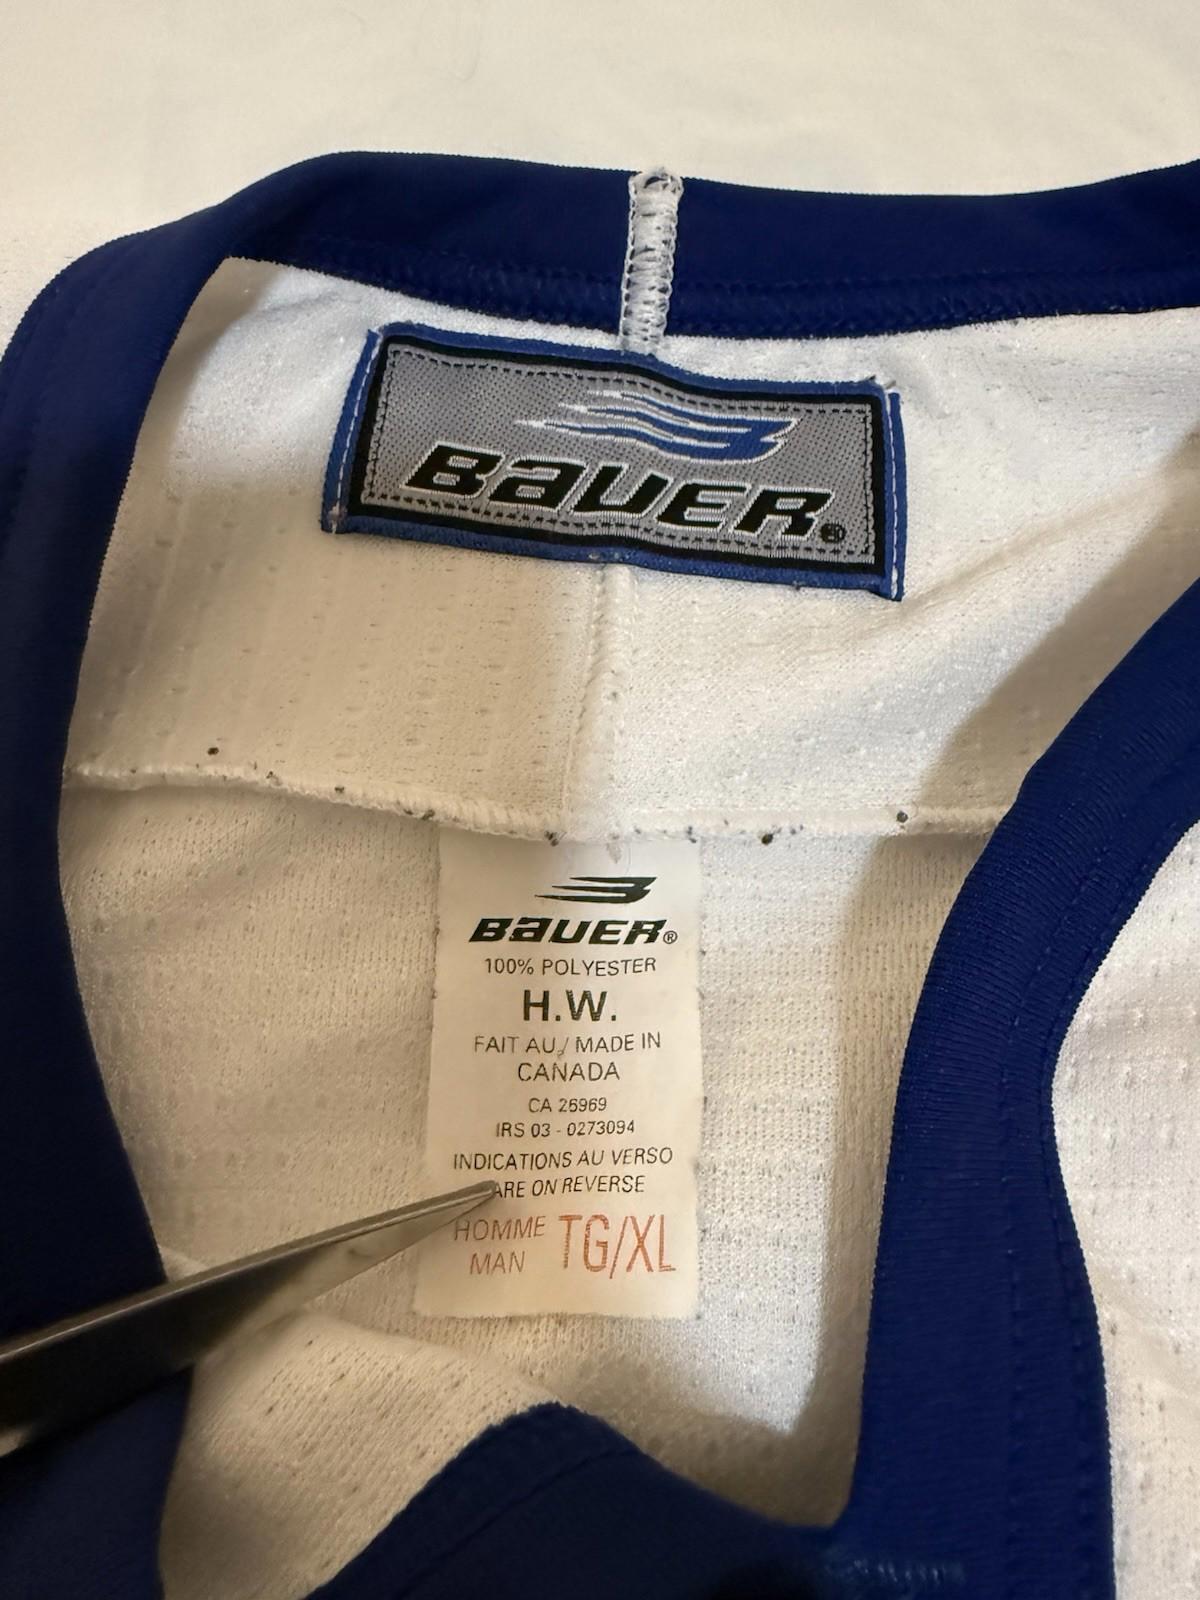 BAUER®
BAUER®
100% POLYESTER
H.W.
FAIT AU / MADE IN
CANADA
CA 26969
IRS 03 - 0273094
INDICATIONS AU VERSO
ARE ON REVERSE
HOMME
MAN
TG/XL